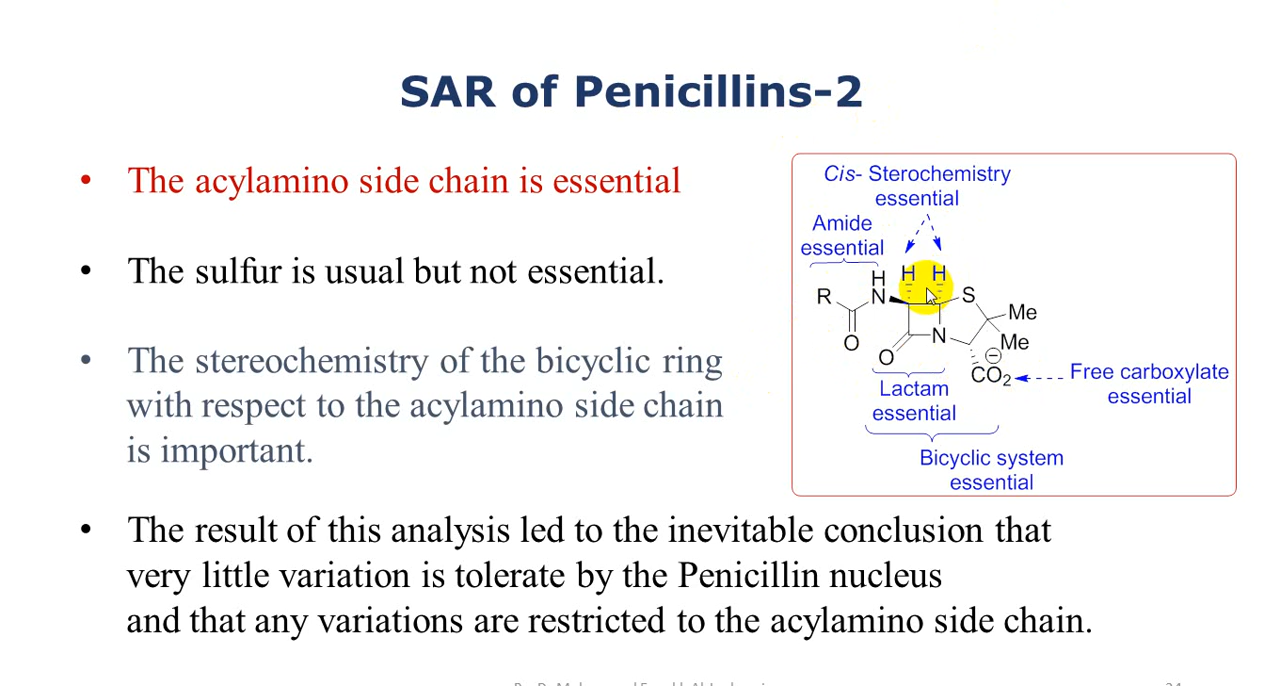 SAR of Penicillins-2
• The acylamino side chain is essential
• The sulfur is usual but not essential.
• The stereochemistry of the bicyclic ring
with respect to the acylamino side chain
is important.
• The result of this analysis led to the inevitable conclusion that
very little variation is tolerate by the Penicillin nucleus
and that any variations are restricted to the acylamino side chain.
Cis- Sterochemistry
essential
Amide
essential
H H H
R N S
Me
O N Me
O CO2 ⊖
Free carboxylate
essential
Lactam
essential
Bicyclic system
essential